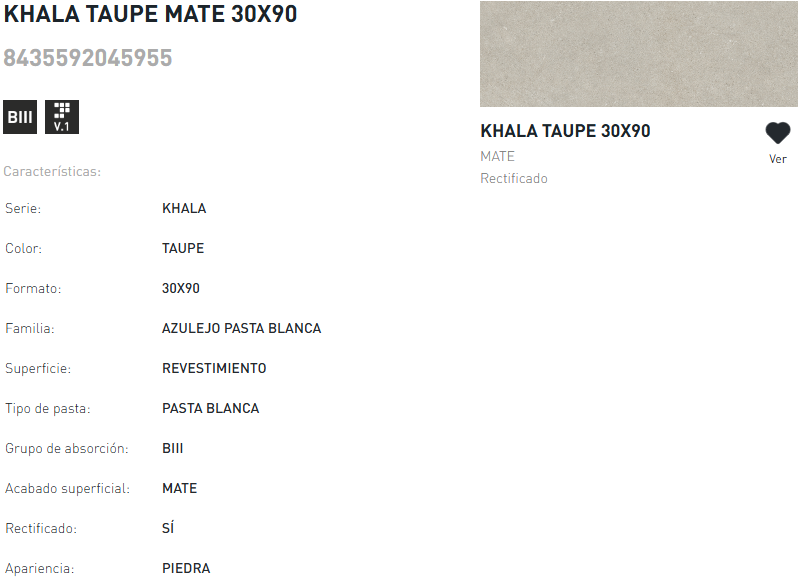 KHALA TAUPE MATE 30X90
8435592045955
BIII
V.1
Características:
Serie: KHALA
Color: TAUPE
Formato: 30X90
Familia: AZULEJO PASTA BLANCA
Superficie: REVESTIMIENTO
Tipo de pasta: PASTA BLANCA
Grupo de absorción: BIII
Acabado superficial: MATE
Rectificado: SÍ
Apariencia: PIEDRA
KHALA TAUPE 30X90
MATE
Rectificado
Ver